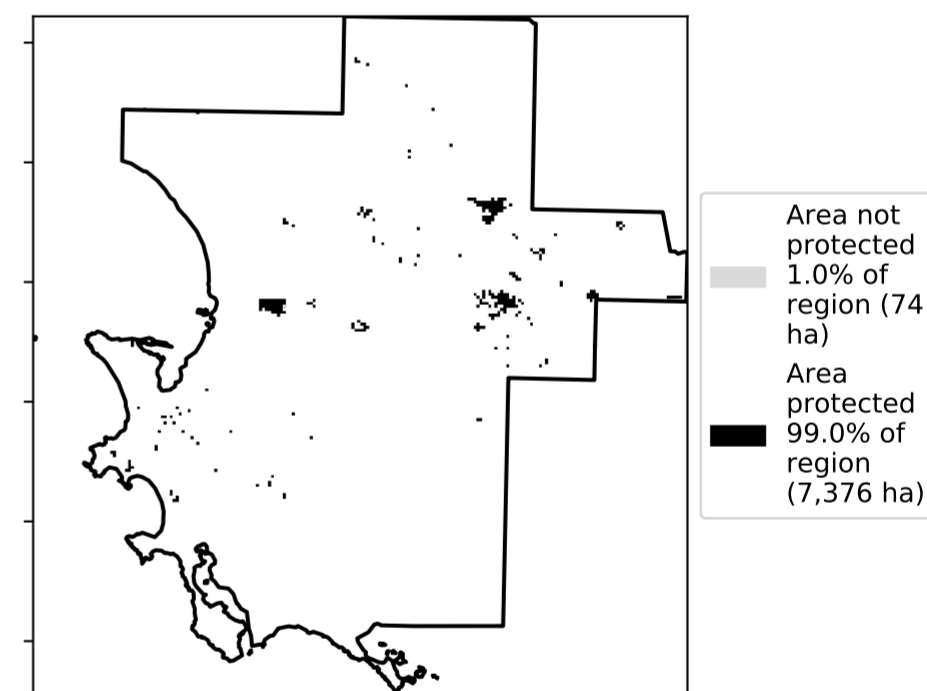 Area not
protected
1.0% of
region (74
ha)
Area
protected
99.0% of
region
(7,376 ha)